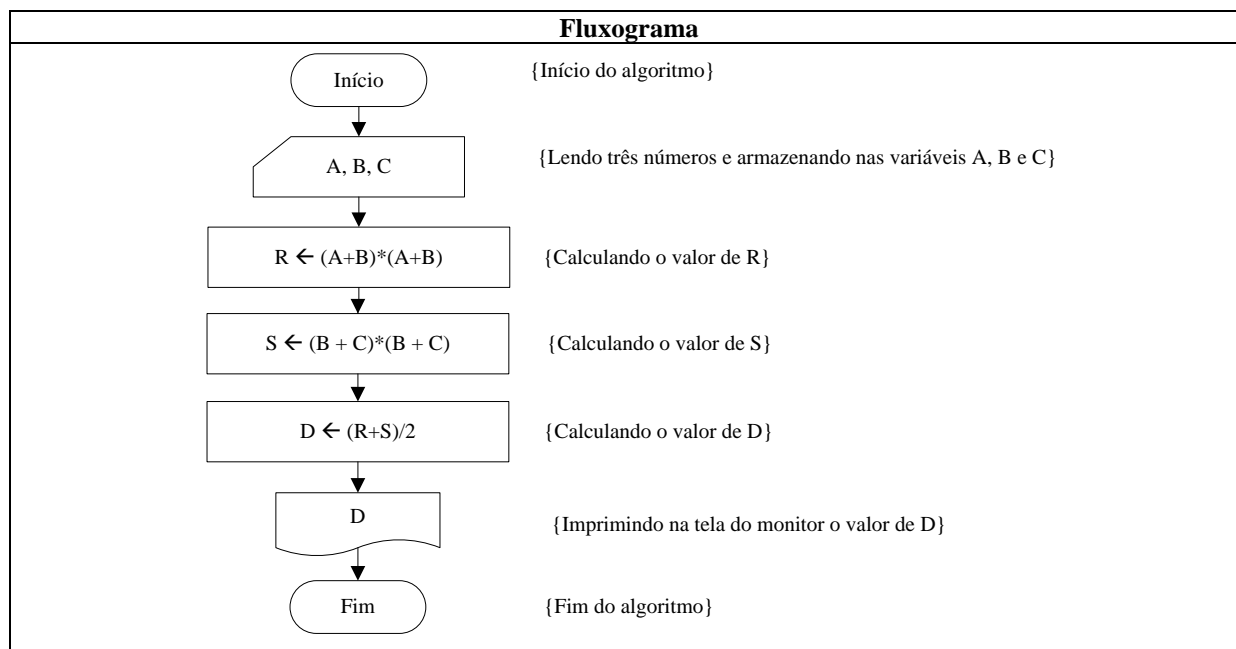 Fluxograma
Início
{Início do algoritmo}
A, B, C
{Lendo três números e armazenando nas variáveis A, B e C}
R ← (A+B)*(A+B)
{Calculando o valor de R}
S ← (B + C)*(B + C)
{Calculando o valor de S}
D ← (R+S)/2
{Calculando o valor de D}
D
{Imprimindo na tela do monitor o valor de D}
Fim
{Fim do algoritmo}